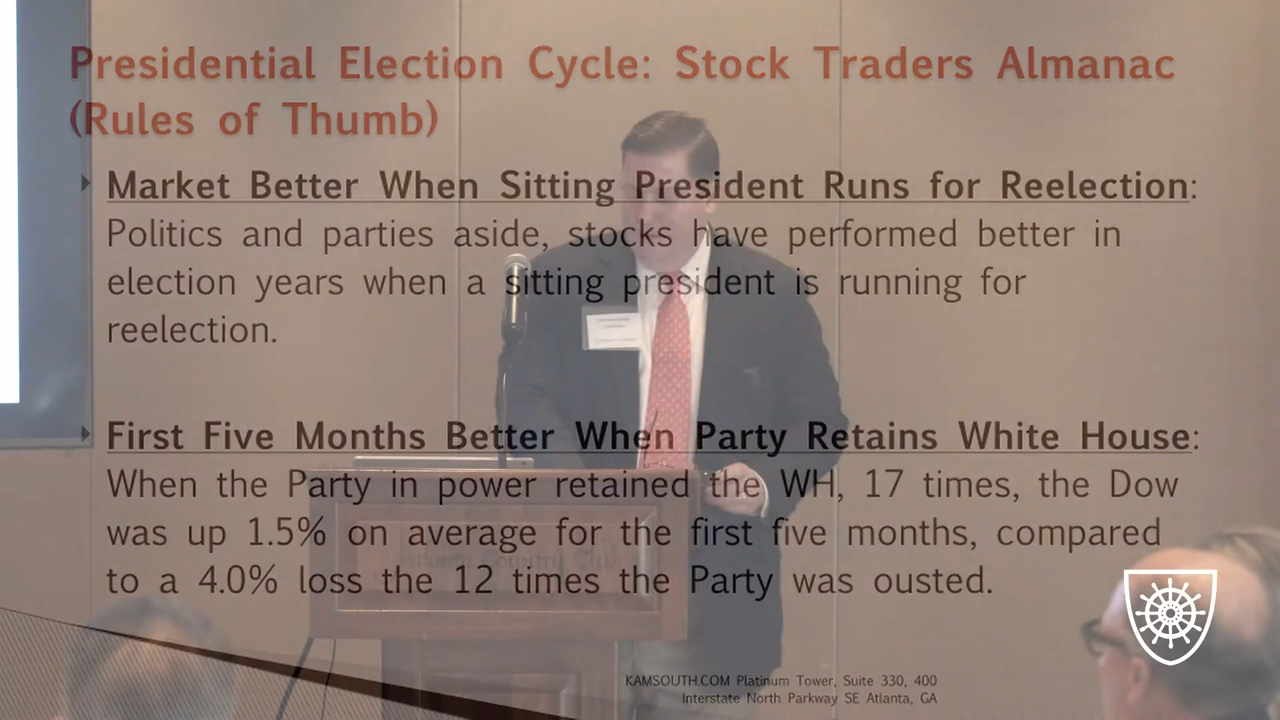 Presidential Election Cycle: Stock Traders Almanac
(Rules of Thumb)
Market Better When Sitting President Runs for Reelection:
Politics and parties aside, stocks have performed better in
election years when a sitting president is running for
reelection.
First Five Months Better When Party Retains White House:
When the Party in power retained the WH, 17 times, the Dow
was up 1.5% on average for the first five months, compared
to a 4.0% loss the 12 times the Party was ousted.
Atlanta Country Club
KAMSOUTH.COM Platinum Tower, Suite 330, 400
Interstate North Parkway SE Atlanta, GA